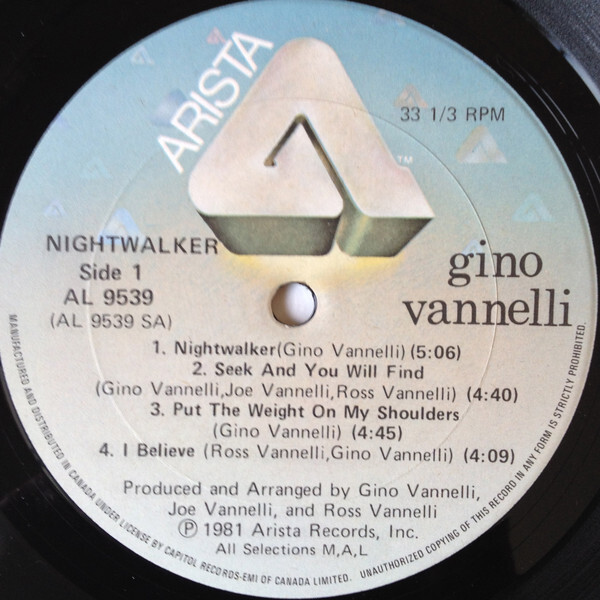 ARISTA
TM
33 1/3 RPM
NIGHTWALKER
Side 1
AL 9539
(AL 9539 SA)
gino
vannelli
1. Nightwalker(Gino Vannelli) (5:06)
2. Seek And You Will Find
(Gino Vannelli,Joe Vannelli,Ross Vannelli) (4:40)
3. Put The Weight On My Shoulders
(Gino Vannelli) (4:45)
4. I Believe (Ross Vannelli,Gino Vannelli) (4:09)
Produced and Arranged by Gino Vannelli,
Joe Vannelli, and Ross Vannelli
Ⓟ 1981 Arista Records, Inc.
All Selections M,A,L
MANUFACTURED AND DISTRIBUTED IN CANADA UNDER LICENSE BY CAPITOL RECORDS-EMI OF CANADA LIMITED. UNAUTHORIZED COPYING OF THIS RECORD IN ANY FORM IS STRICTLY PROHIBITED.